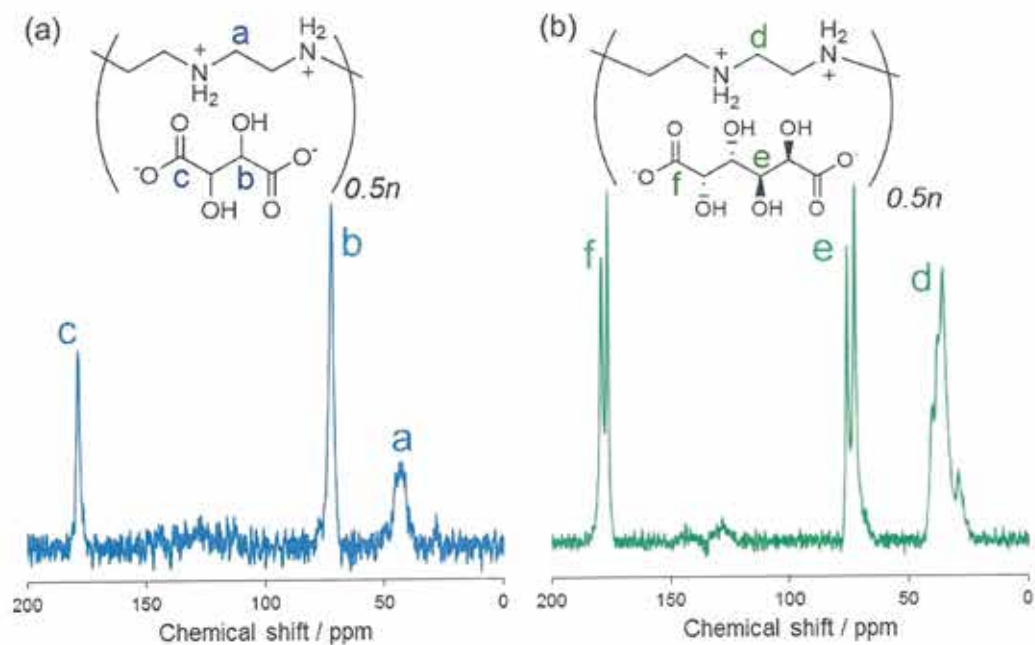 (a)
a
H₂
N
+
+
N
H₂
O
OH
O⁻
⁻O
c
b
OH
O
0.5n
c
b
a
200
150
100
50
0
Chemical shift / ppm
(b)
d
H₂
N
+
+
N
H₂
O
OH
OH
e
O⁻
⁻O
f
OH
OH
O
0.5n
f
e
d
200
150
100
50
0
Chemical shift / ppm